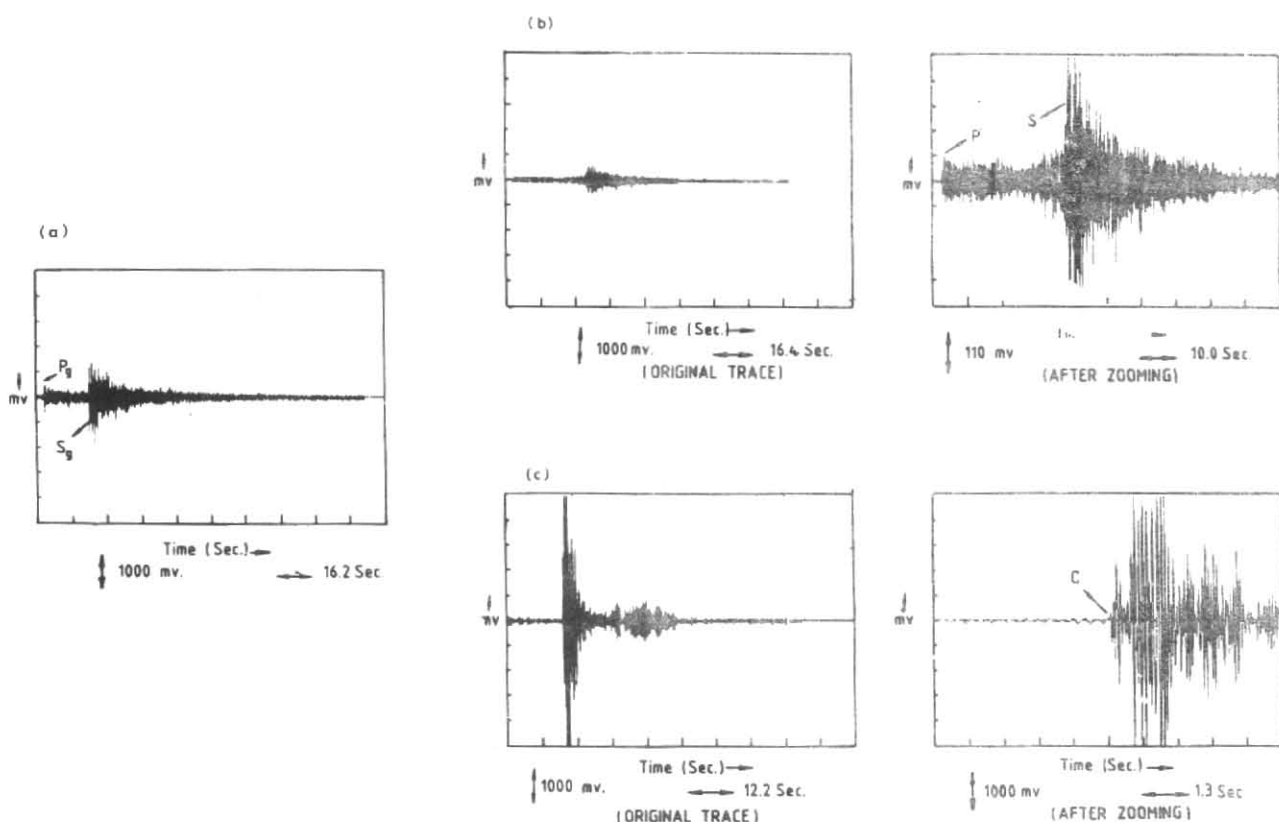 (a)
Pg
mv
Sg
Time (Sec.)
1000 mv.
16.2 Sec
(b)
mv
Time (Sec.)
1000 mv.
16.4 Sec.
(ORIGINAL TRACE)
P
S
mv
110 mv
10.0 Sec.
(AFTER ZOOMING)
(c)
Time (Sec.)
1000 mv.
12.2 Sec.
(ORIGINAL TRACE)
C
mv
Time (Sec.)
1000 mv
1.3 Sec
(AFTER ZOOMING)